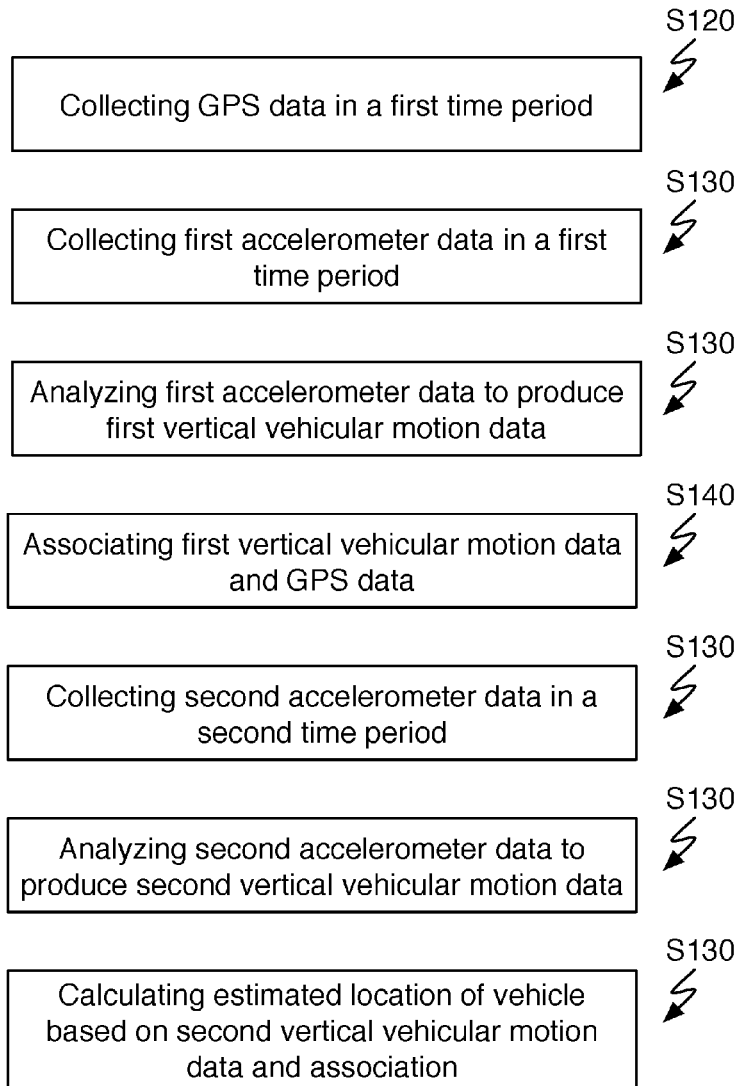 S120
Collecting GPS data in a first time period
S130
Collecting first accelerometer data in a first
time period
S130
Analyzing first accelerometer data to produce
first vertical vehicular motion data
S140
Associating first vertical vehicular motion data
and GPS data
S130
Collecting second accelerometer data in a
second time period
S130
Analyzing second accelerometer data to
produce second vertical vehicular motion data
S130
Calculating estimated location of vehicle
based on second vertical vehicular motion
data and association